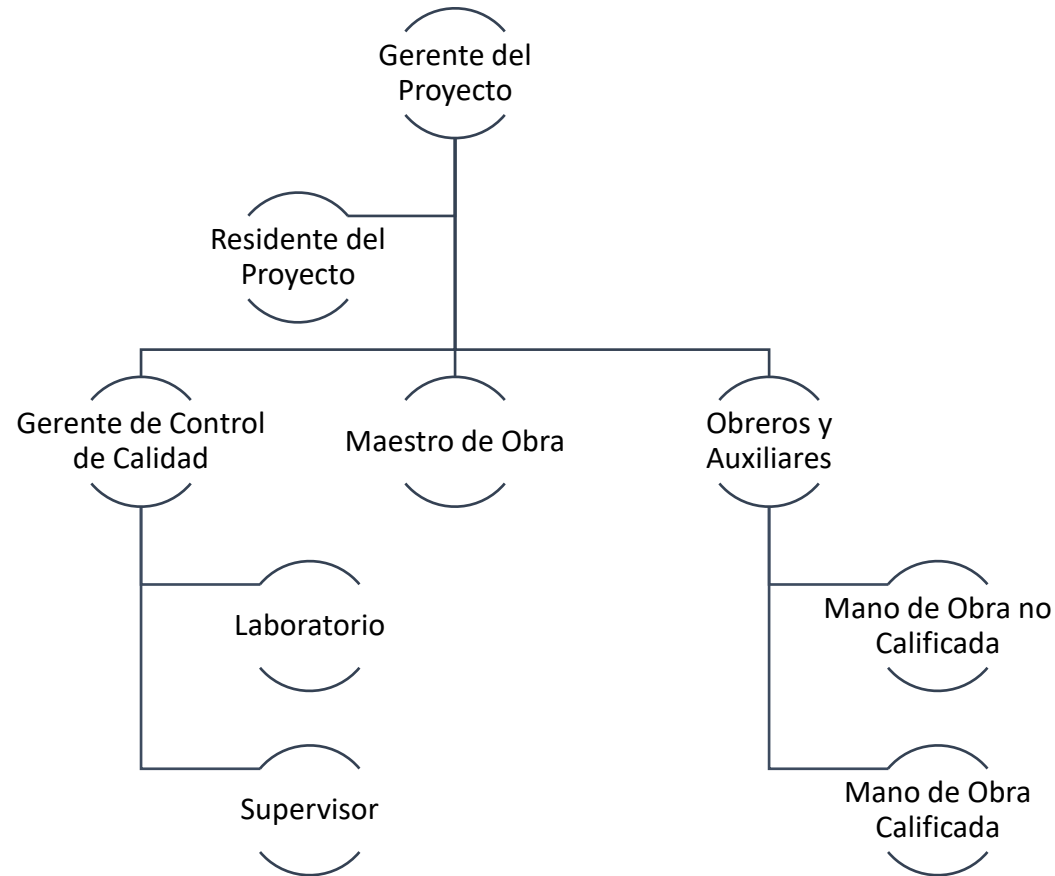 Gerente del
Proyecto
Residente del
Proyecto
Gerente de Control
de Calidad
Maestro de Obra
Obreros y
Auxiliares
Laboratorio
Mano de Obra no
Calificada
Supervisor
Mano de Obra
Calificada